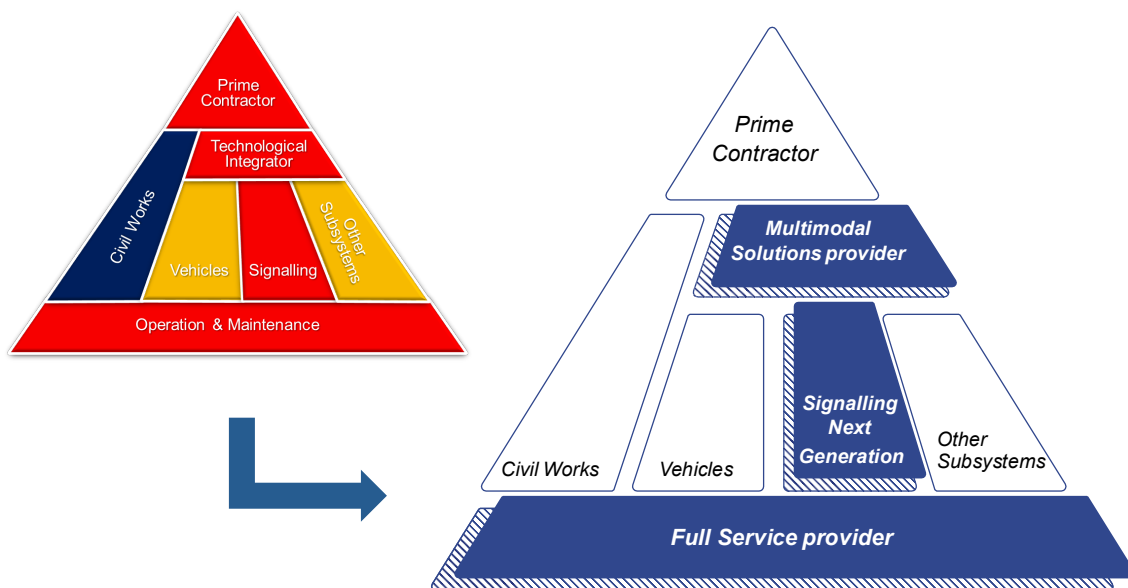 Prime
Contractor
Technological
Integrator
Civil Works
Vehicles
Signalling
Other
Subsystems
Operation & Maintenance
Prime
Contractor
Multimodal
Solutions provider
Civil Works
Vehicles
Signalling
Next
Generation
Other
Subsystems
Full Service provider